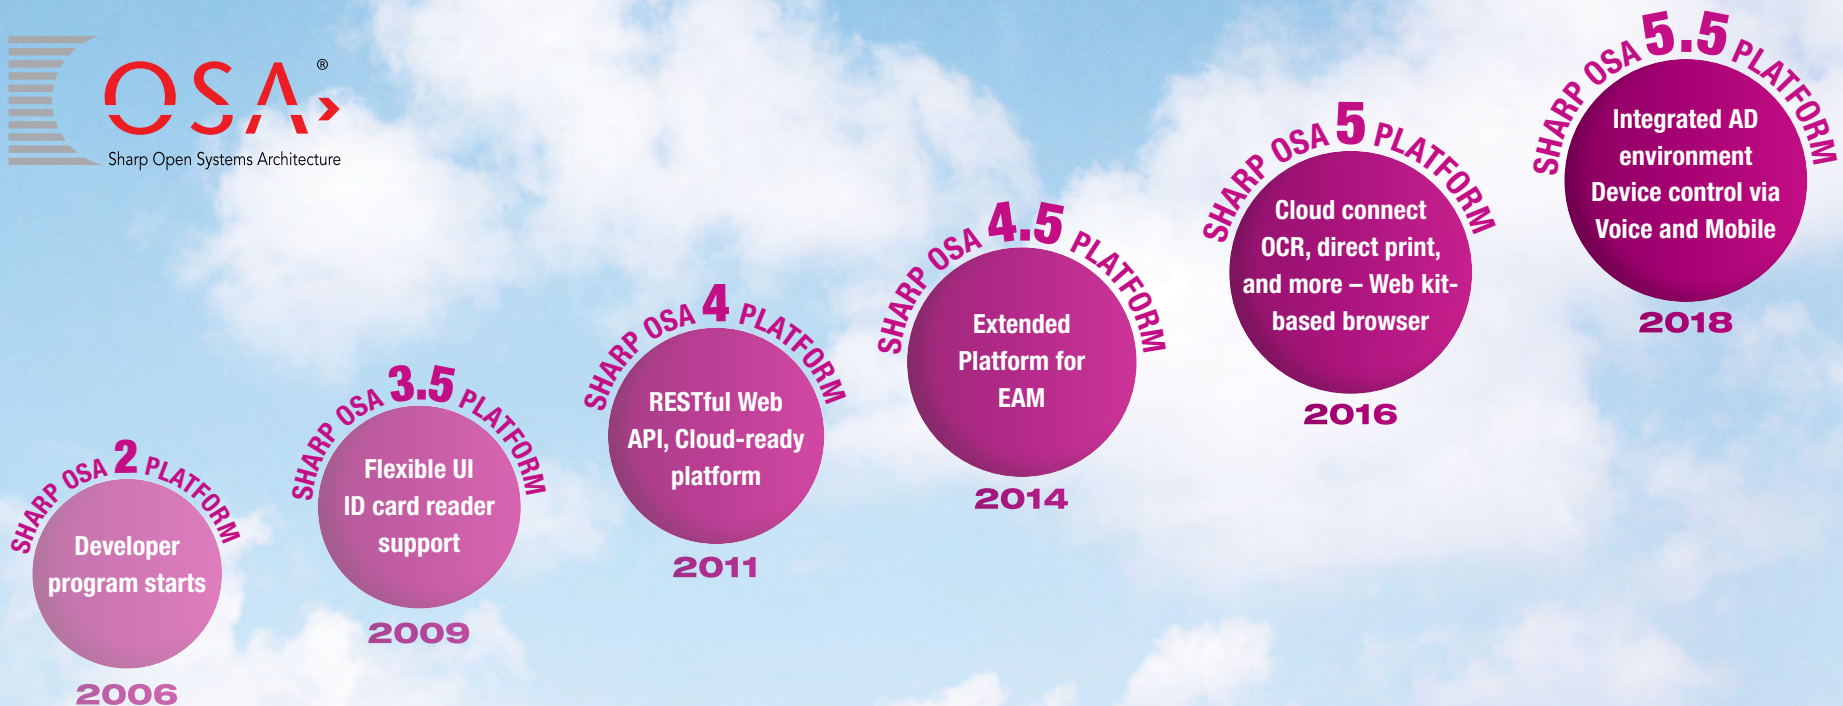 OSA®
Sharp Open Systems Architecture
SHARP OSA 2 PLATFORM
Developer
program starts
2006
SHARP OSA 3.5 PLATFORM
Flexible UI
ID card reader
support
2009
SHARP OSA 4 PLATFORM
RESTful Web
API, Cloud-ready
platform
2011
SHARP OSA 4.5 PLATFORM
Extended
Platform for
EAM
2014
SHARP OSA 5 PLATFORM
Cloud connect
OCR, direct print,
and more – Web kit-
based browser
2016
SHARP OSA 5.5 PLATFORM
Integrated AD
environment
Device control via
Voice and Mobile
2018